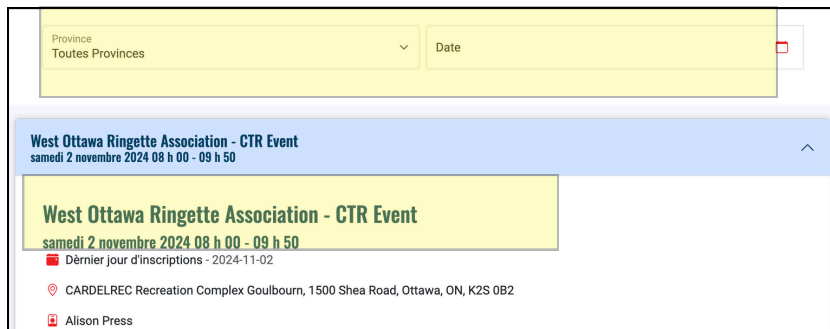 Province
Toutes Provinces
Date
West Ottawa Ringette Association - CTR Event
samedi 2 novembre 2024 08 h 00 - 09 h 50
West Ottawa Ringette Association - CTR Event
samedi 2 novembre 2024 08 h 00 - 09 h 50
Dèrnier jour d'inscriptions - 2024-11-02
CARDELREC Recreation Complex Goulbourn, 1500 Shea Road, Ottawa, ON, K2S 0B2
Alison Press